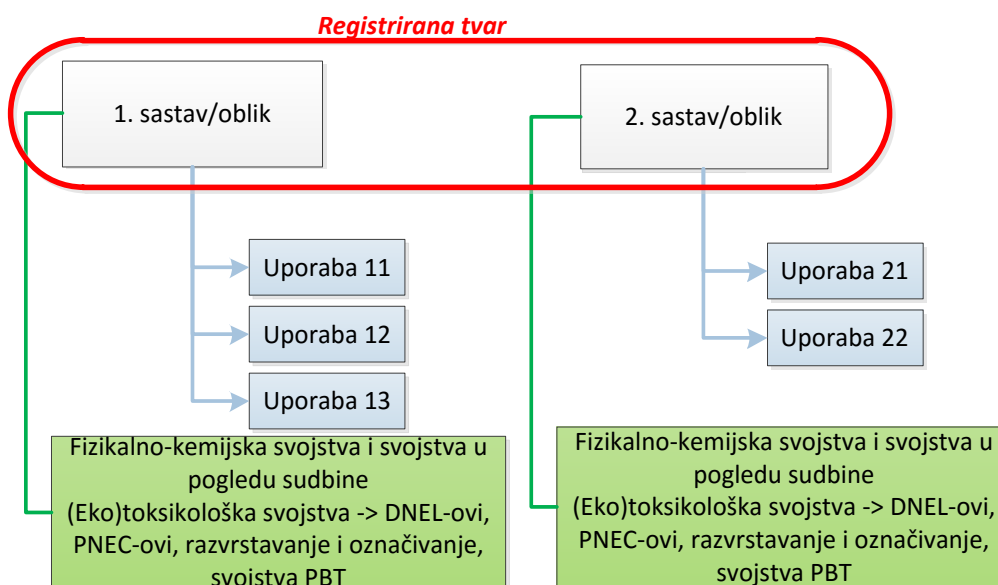 Registrirana tvar
1. sastav/oblik
2. sastav/oblik
Uporaba 11
Uporaba 12
Uporaba 13
Uporaba 21
Uporaba 22
Fizikalno-kemijska svojstva i svojstva u
pogledu sudbine
(Eko)toksikološka svojstva -> DNEL-ovi,
PNEC-ovi, razvrstavanje i označivanje,
svojstva PBT
Fizikalno-kemijska svojstva i svojstva u
pogledu sudbine
(Eko)toksikološka svojstva -> DNEL-ovi,
PNEC-ovi, razvrstavanje i označivanje,
svojstva PBT